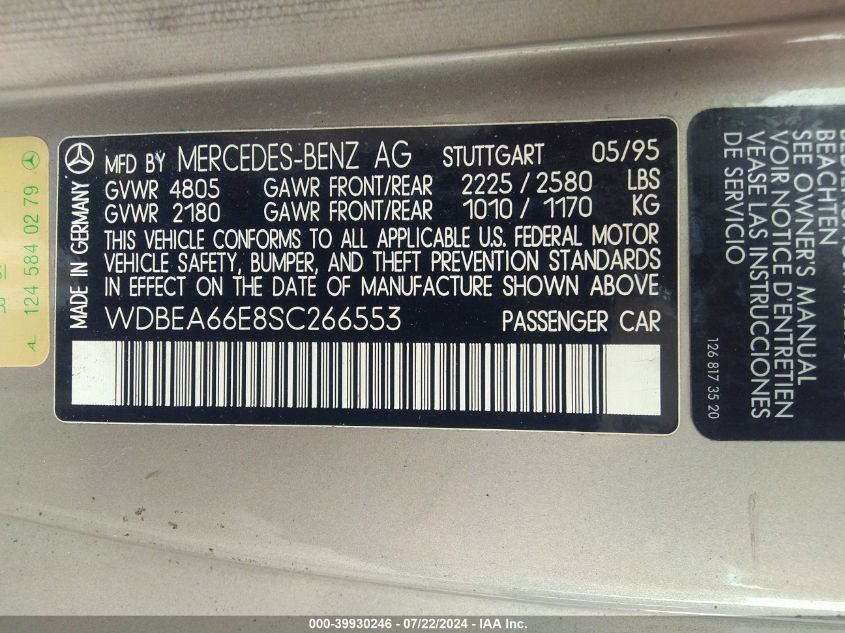 MADE IN GERMANY
MFD BY MERCEDES-BENZ AG STUTTGART 05/95
GVWR 4805 GAWR FRONT/REAR 2225 / 2580 LBS
GVWR 2180 GAWR FRONT/REAR 1010 / 1170 KG
THIS VEHICLE CONFORMS TO ALL APPLICABLE U.S. FEDERAL MOTOR
VEHICLE SAFETY, BUMPER, AND THEFT PREVENTION STANDARDS
IN EFFECT ON THE DATE OF MANUFACTURE SHOWN ABOVE.
WDBEA66E8SC266553 PASSENGER CAR
124 584 02 79
BEACHTEN
SEE OWNER'S MANUAL
VOIR NOTICE D'ENTRETIEN
VEASE LAS INSTRUCCIONES
DE SERVICIO
126 817 35 20
000-39930246 - 07/22/2024 - IAA Inc.